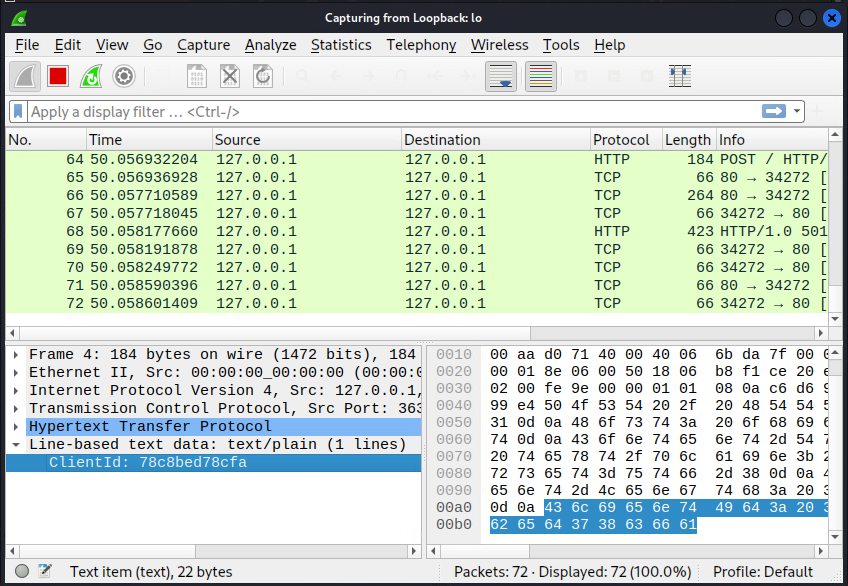 Capturing from Loopback: lo
File Edit View Go Capture Analyze Statistics Telephony Wireless Tools Help
Apply a display filter … <Ctrl-/>
No. Time Source Destination Protocol Length Info
64 50.056932204 127.0.0.1 127.0.0.1 HTTP 184 POST / HTTP/
65 50.056936928 127.0.0.1 127.0.0.1 TCP 66 80 → 34272 [
66 50.057710589 127.0.0.1 127.0.0.1 TCP 264 80 → 34272 [
67 50.057718045 127.0.0.1 127.0.0.1 TCP 66 34272 → 80 [
68 50.058177660 127.0.0.1 127.0.0.1 HTTP 423 HTTP/1.0 501
69 50.058191878 127.0.0.1 127.0.0.1 TCP 66 34272 → 80 [
70 50.058249772 127.0.0.1 127.0.0.1 TCP 66 34272 → 80 [
71 50.058590396 127.0.0.1 127.0.0.1 TCP 66 80 → 34272 [
72 50.058601409 127.0.0.1 127.0.0.1 TCP 66 34272 → 80 [
Frame 4: 184 bytes on wire (1472 bits), 184
Ethernet II, Src: 00:00:00_00:00:00 (00:00:0
Internet Protocol Version 4, Src: 127.0.0.1,
Transmission Control Protocol, Src Port: 363
Hypertext Transfer Protocol
Line-based text data: text/plain (1 lines)
ClientId: 78c8bed78cfa
0010 00 aa d0 71 40 00 40 06 6b da 7f 00 0
0020 00 01 8e 06 00 50 18 06 b8 f1 ce 20 e
0030 02 00 fe 9e 00 00 01 01 08 0a c6 d6 9
0040 99 e4 50 4f 53 54 20 2f 20 48 54 54 5
0050 31 0d 0a 48 6f 73 74 3a 20 6f 68 69 6
0060 74 0d 0a 43 6f 6e 74 65 6e 74 2d 54 7
0070 20 74 65 78 74 2f 70 6c 61 69 6e 3b 2
0080 72 73 65 74 3d 75 74 66 2d 38 0d 0a 4
0090 65 6e 74 2d 4c 65 6e 67 74 68 3a 20 3
00a0 0d 0a 43 6c 69 65 6e 74 49 64 3a 20 3
00b0 62 65 64 37 38 63 66 61
Text item (text), 22 bytes
Packets: 72 · Displayed: 72 (100.0%)
Profile: Default